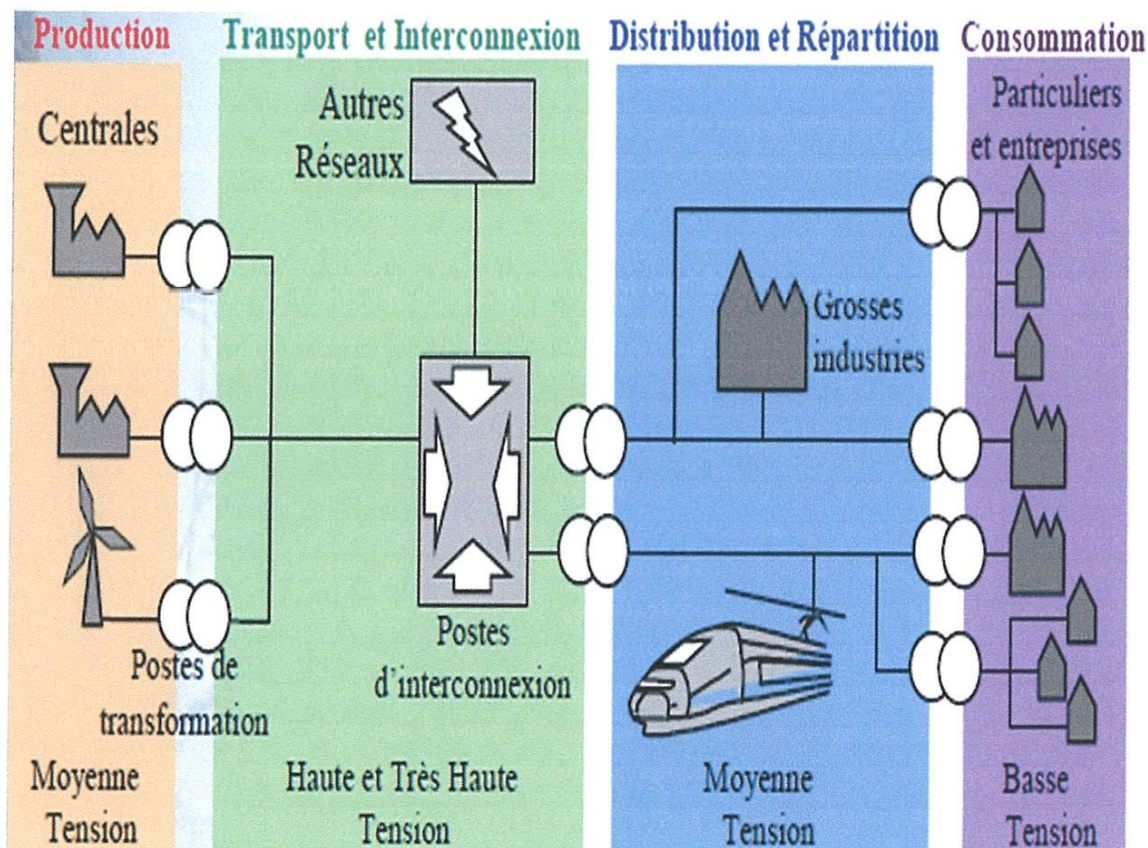 Production
Transport et Interconnexion
Distribution et Répartition
Consommation
Centrales
Autres
Réseaux
Particuliers
et entreprises
Grosses
industries
Postes de
transformation
Postes
d'interconnexion
Moyenne
Tension
Haute et Très Haute
Tension
Moyenne
Tension
Basse
Tension